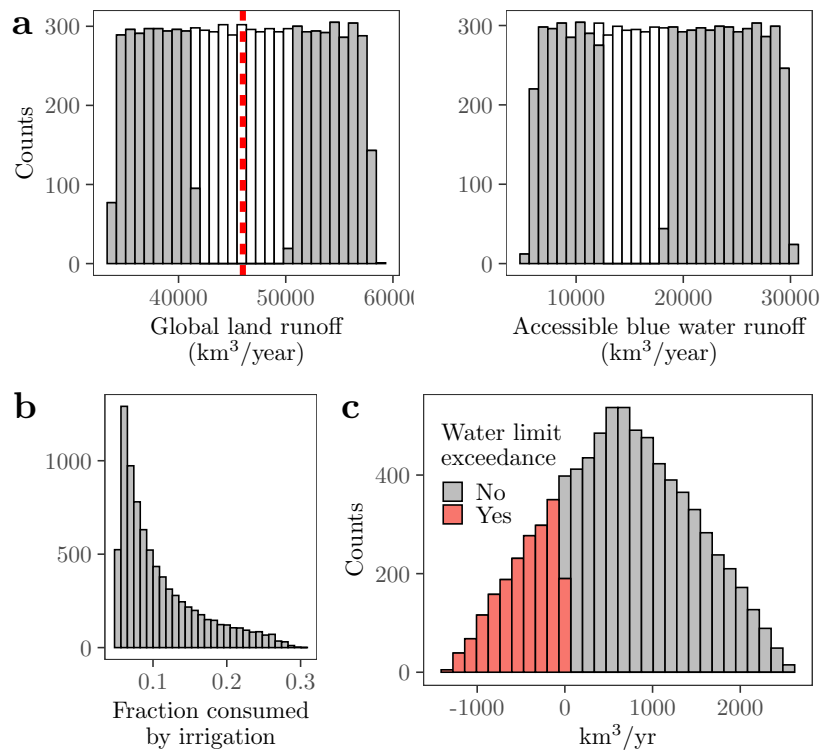 a
300
200
100
0
Counts
40000 50000 6000
Global land runoff
(km³/year)
300
200
100
0
10000 20000 30000
Accessible blue water runoff
(km³/year)
b
1000
500
0
0.1 0.2 0.3
Fraction consumed
by irrigation
c
Water limit
exceedance
No
Yes
Counts
400
200
0
-1000 0 1000 2000
km³/yr